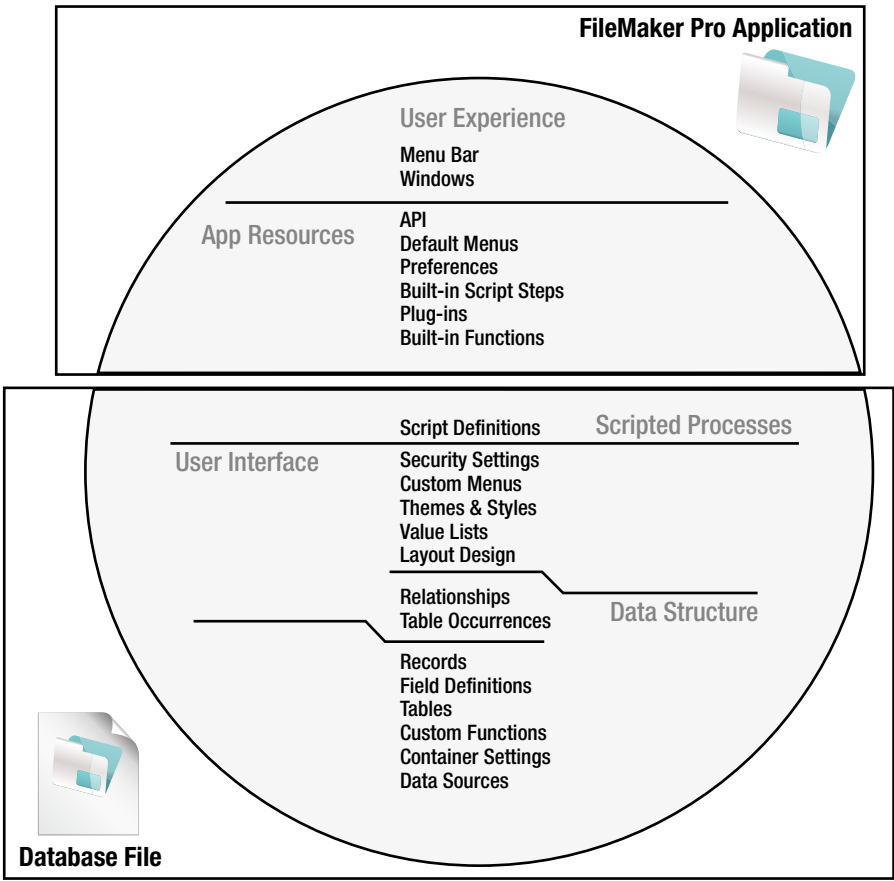 FileMaker Pro Application
User Experience
Menu Bar
Windows
App Resources
API
Default Menus
Preferences
Built-in Script Steps
Plug-ins
Built-in Functions
Script Definitions
Scripted Processes
User Interface
Security Settings
Custom Menus
Themes & Styles
Value Lists
Layout Design
Relationships
Table Occurrences
Data Structure
Records
Field Definitions
Tables
Custom Functions
Container Settings
Data Sources
Database File